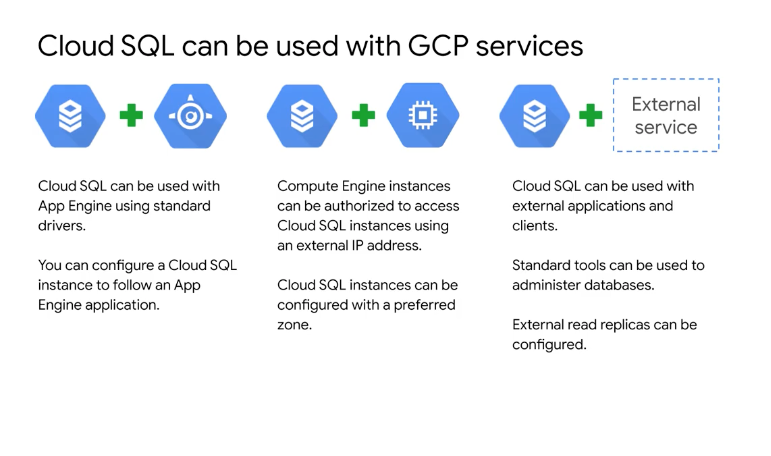 Cloud SQL can be used with GCP services
External
service
Cloud SQL can be used with
App Engine using standard
drivers.
You can configure a Cloud SQL
instance to follow an App
Engine application.
Compute Engine instances
can be authorized to access
Cloud SQL instances using
an external IP address.
Cloud SQL instances can be
configured with a preferred
zone.
Cloud SQL can be used with
external applications and
clients.
Standard tools can be used to
administer databases.
External read replicas can be
configured.